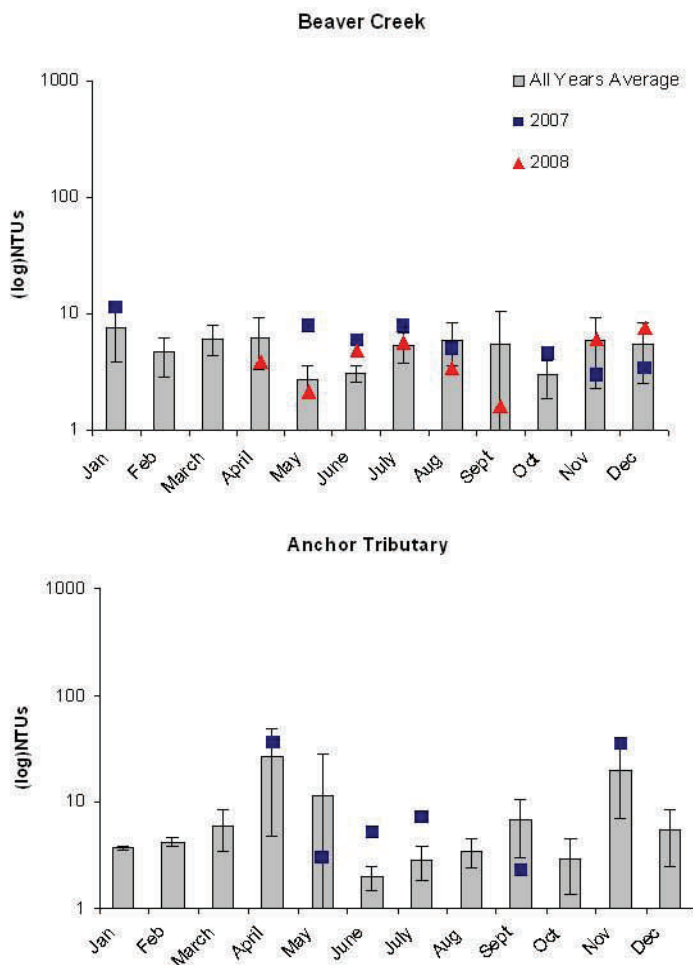 Beaver Creek
1000
100
10
1
(log)NTUs
All Years Average
2007
2008
Jan
Feb
March
April
May
June
July
Aug
Sept
Oct
Nov
Dec
Anchor Tributary
1000
100
10
1
(log)NTUs
Jan
Feb
March
April
May
June
July
Aug
Sept
Oct
Nov
Dec